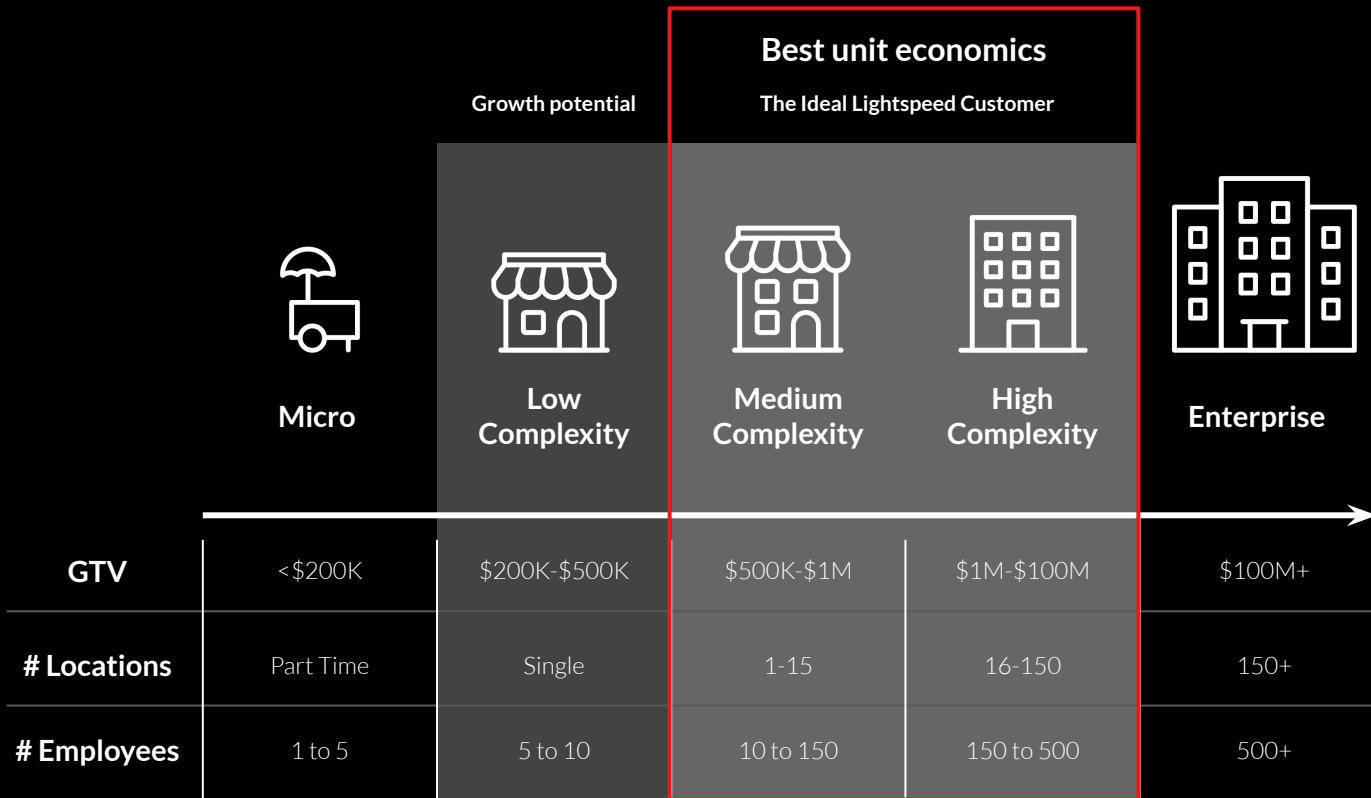 Best unit economics
Growth potential
The Ideal Lightspeed Customer
Micro
Low
Complexity
Medium
Complexity
High
Complexity
Enterprise
GTV
<$200K
$200K-$500K
$500K-$1M
$1M-$100M
$100M+
# Locations
Part Time
Single
1-15
16-150
150+
# Employees
1 to 5
5 to 10
10 to 150
150 to 500
500+